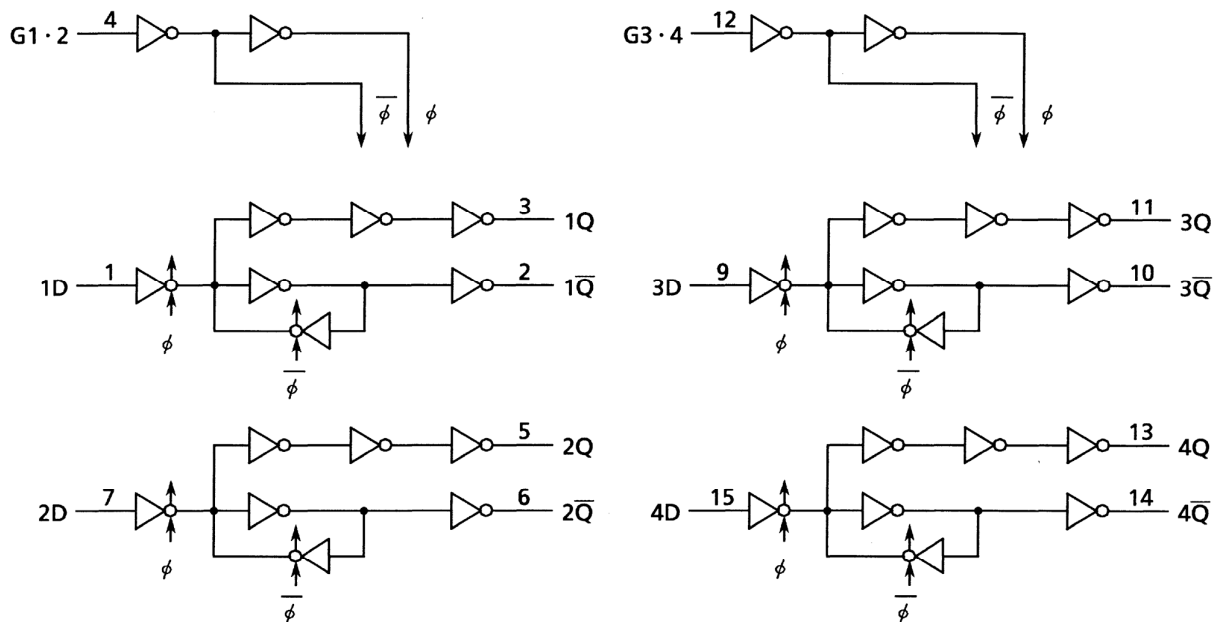 G1・2 4 φ̅ φ
G3・4 12 φ̅ φ
1D 1 φ φ̅ 3 1Q 2 1Q̅
3D 9 φ φ̅ 11 3Q 10 3Q̅
2D 7 φ φ̅ 5 2Q 6 2Q̅
4D 15 φ φ̅ 13 4Q 14 4Q̅